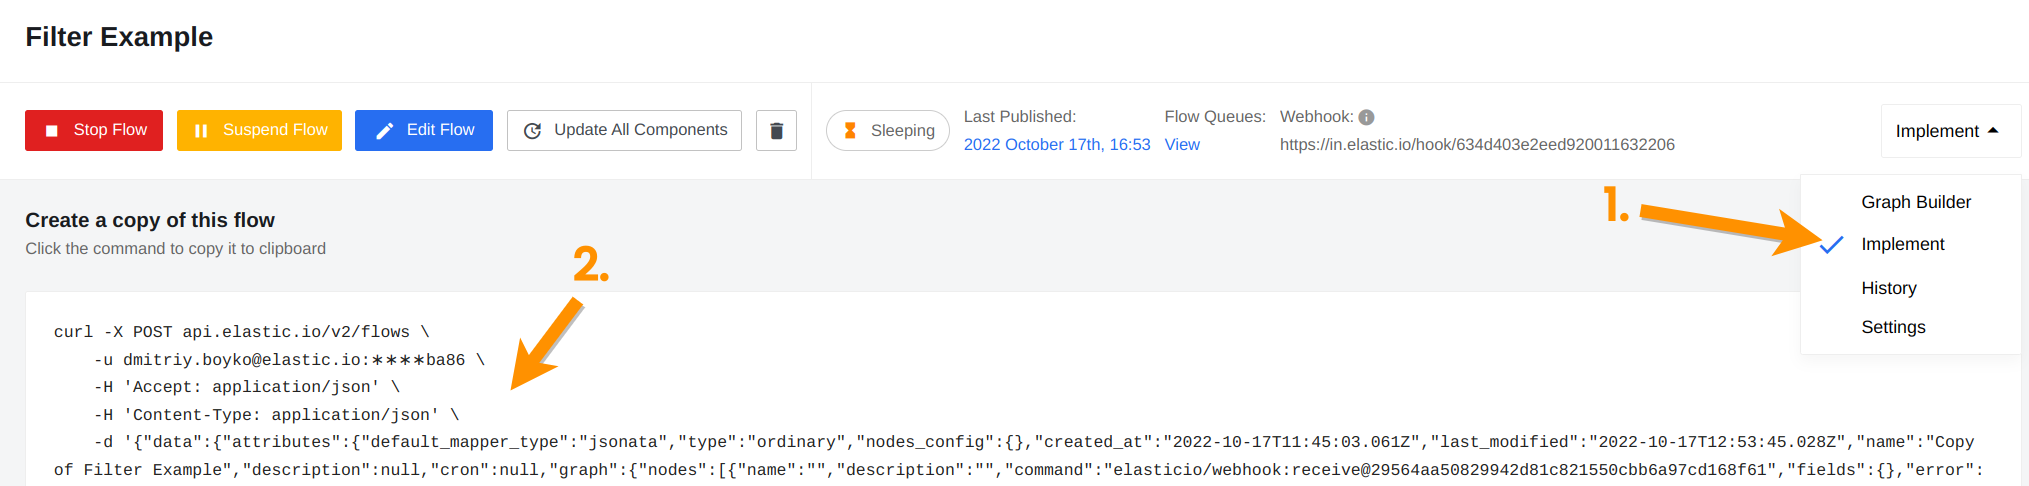 Filter Example
Stop Flow
Suspend Flow
Edit Flow
Update All Components
Sleeping
Last Published:
2022 October 17th, 16:53
Flow Queues:
View
Webhook:
https://in.elastic.io/hook/634d403e2eed920011632206
Implement
Graph Builder
Implement
History
Settings
1.
Create a copy of this flow
Click the command to copy it to clipboard
2.
curl -X POST api.elastic.io/v2/flows \
-u dmitriy.boyko@elastic.io:∗∗∗∗ba86 \
-H 'Accept: application/json' \
-H 'Content-Type: application/json' \
-d '{"data":{"attributes":{"default_mapper_type":"jsonata","type":"ordinary","nodes_config":{},"created_at":"2022-10-17T11:45:03.061Z","last_modified":"2022-10-17T12:53:45.028Z","name":"Copy
of Filter Example","description":null,"cron":null,"graph":{"nodes":[{"name":"","description":"","command":"elasticio/webhook:receive@29564aa50829942d81c821550cbb6a97cd168f61","fields":{},"error":